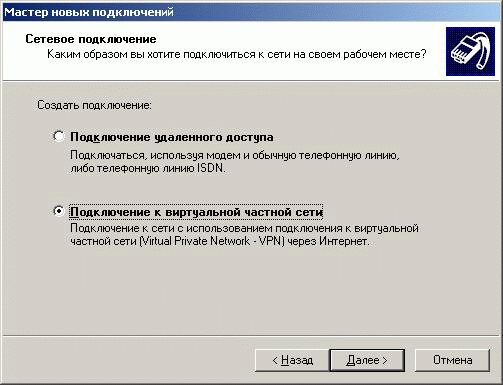 Мастер новых подключений
Сетевое подключение
Каким образом вы хотите подключиться к сети на своем рабочем месте?
Создать подключение:
Подключение удаленного доступа
Подключаться, используя модем и обычную телефонную линию,
либо телефонную линию ISDN.
Подключение к виртуальной частной сети
Подключение к сети с использованием подключения к виртуальной
частной сети (Virtual Private Network - VPN) через Интернет.
< Назад Далее > Отмена